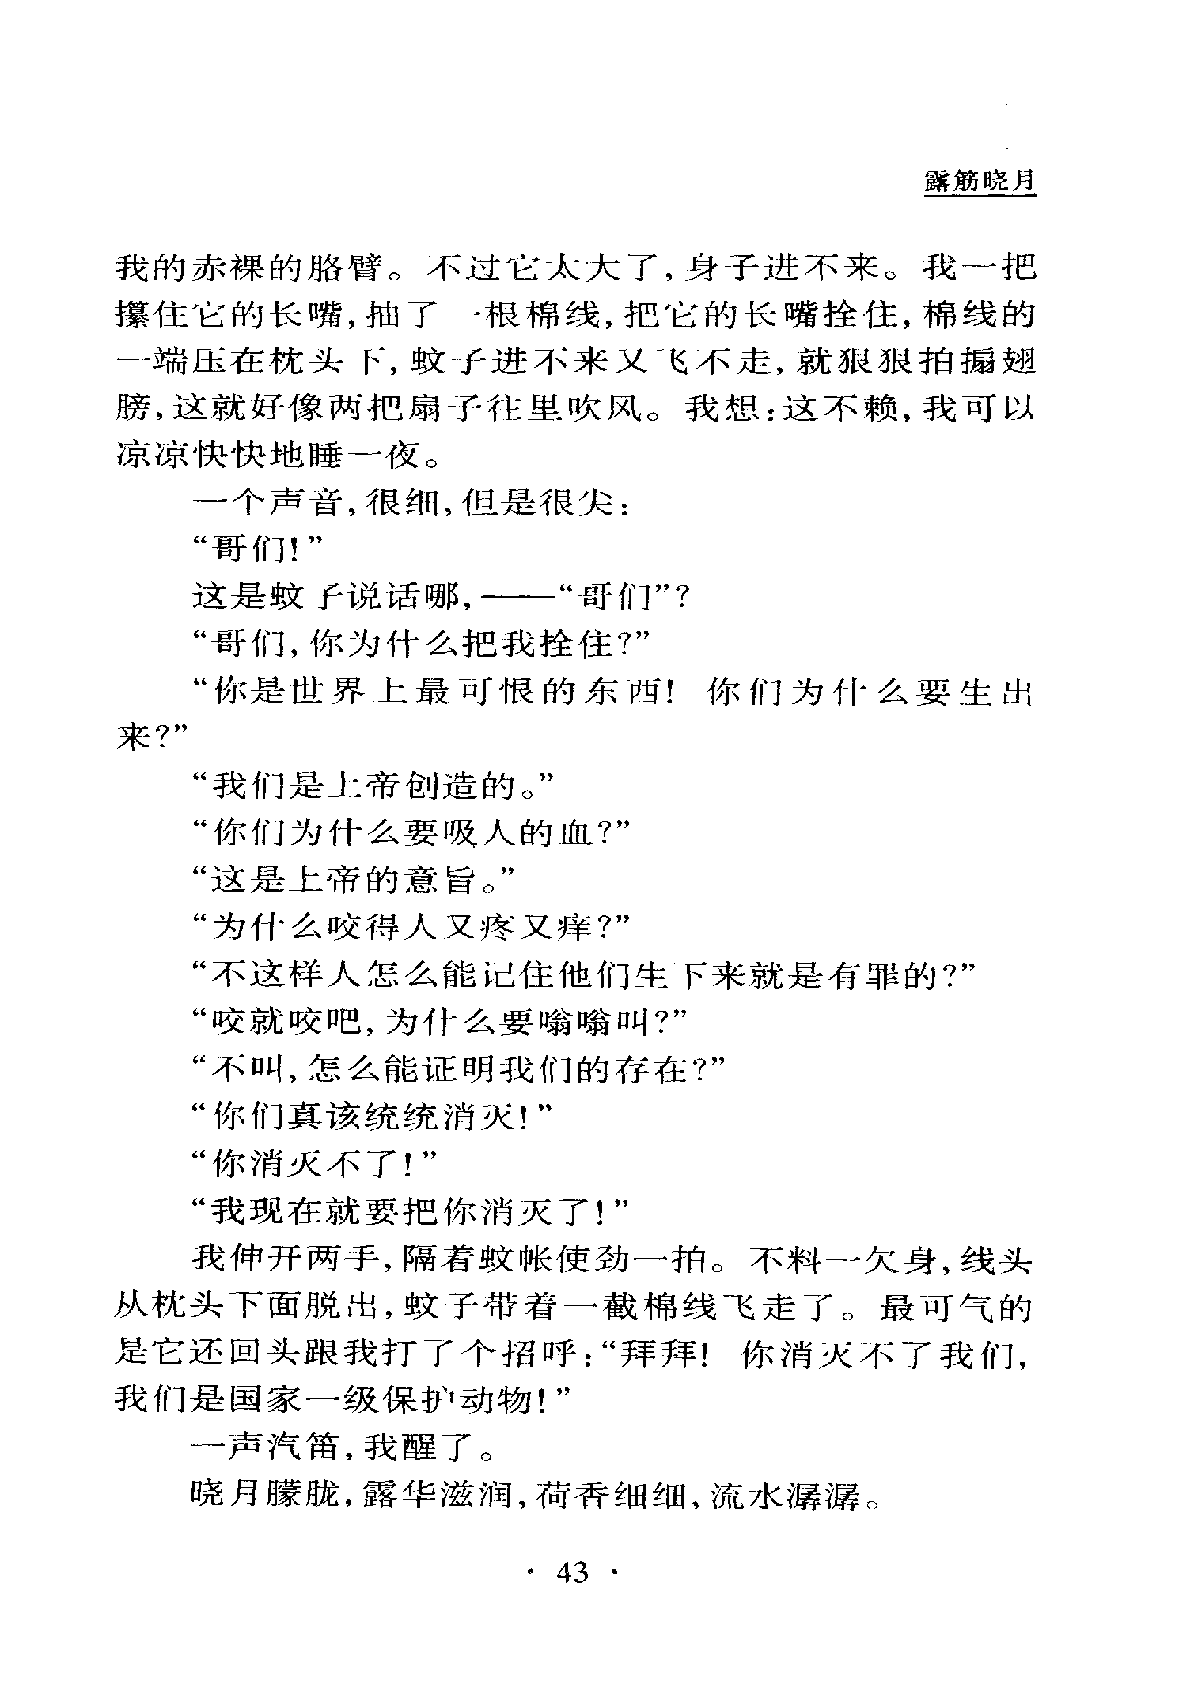 露筋晓月
我的赤裸的胳臂。不过它太大了,身子进不来。我一把
攥住它的长嘴,抽了一根棉线,把它的长嘴拴住,棉线的
一端压在枕头下,蚊子进不来又飞不走,就狠狠拍搧翅
膀,这就好像两把扇子往里吹风。我想:这不赖,我可以
凉凉快快地睡一夜。
一个声音,很细,但是很尖:
“哥们!”
这是蚊子说话哪,——“哥们”?
“哥们,你为什么把我拴住?”
“你是世界上最可恨的东西! 你们为什么要生出
来?”
“我们是上帝创造的。”
“你们为什么要吸人的血?”
“这是上帝的意旨。”
“为什么咬得人又疼又痒?”
“不这样人怎么能记住他们生下来就是有罪的?”
“咬就咬吧,为什么要嗡嗡叫?”
“不叫,怎么能证明我们的存在?”
“你们真该统统消灭!”
“你消灭不了!”
“我现在就要把你消灭了!”
我伸开两手,隔着蚊帐使劲一拍。不料一欠身,线头
从枕头下面脱出,蚊子带着一截棉线飞走了。最可气的
是它还回头跟我打了个招呼:“拜拜! 你消灭不了我们,
我们是国家一级保护动物!”
一声汽笛,我醒了。
晓月朦胧,露华滋润,荷香细细,流水潺潺。
· 43 ·